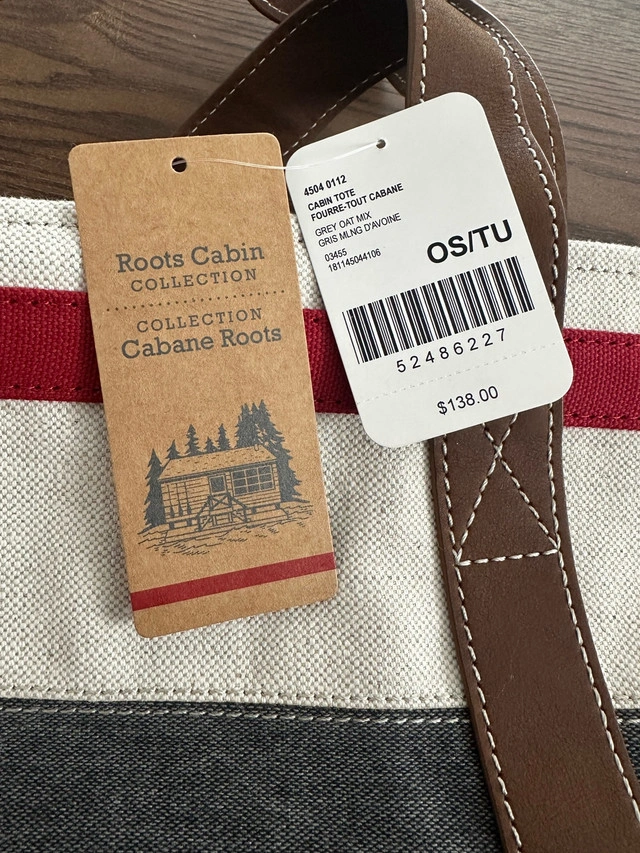 Roots Cabin
COLLECTION
COLLECTION
Cabane Roots
4504 0112
CABIN TOTE
FOURRE-TOUT CABANE
GREY OAT MIX
GRIS MLNG D'AVOINE
03455
181145044106
OS/TU
52486227
$138.00